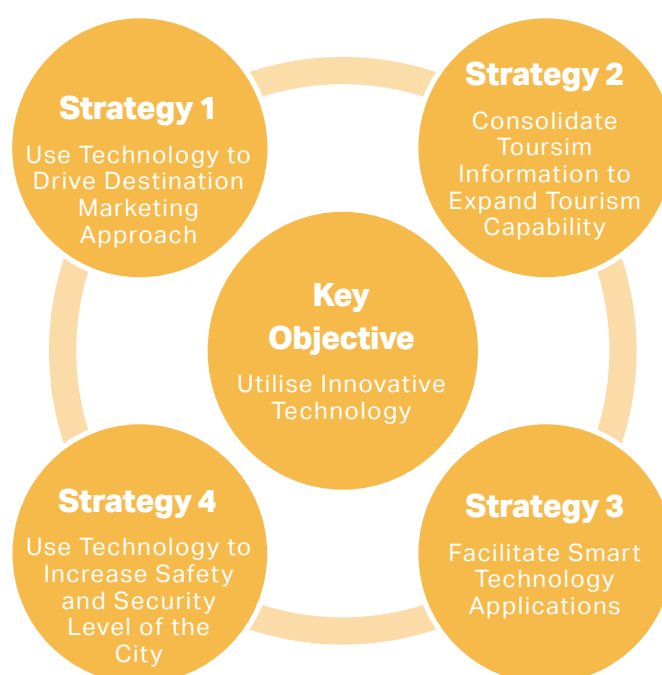 Strategy 1
Use Technology to
Drive Destination
Marketing
Approach
Strategy 2
Consolidate
Toursim
Information to
Expand Tourism
Capability
Key
Objective
Utilise Innovative
Technology
Strategy 4
Use Technology to
Increase Safety
and Security
Level of the
City
Strategy 3
Facilitate Smart
Technology
Applications